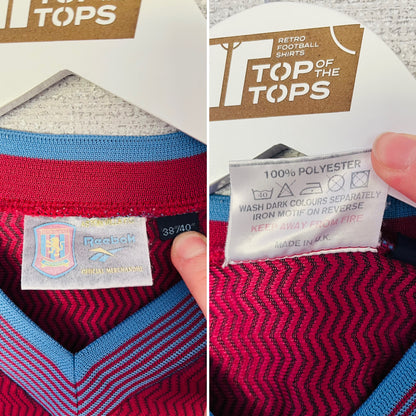 TOP OF THE
TOPS
Reebok
OFFICIAL MERCHANDISE
38"/40"
RETRO
FOOTBALL
SHIRTS
TOP OF THE
TOPS
100% POLYESTER
WASH DARK COLOURS SEPARATELY
IRON MOTIF ON REVERSE
KEEP AWAY FROM FIRE
MADE IN U.K.